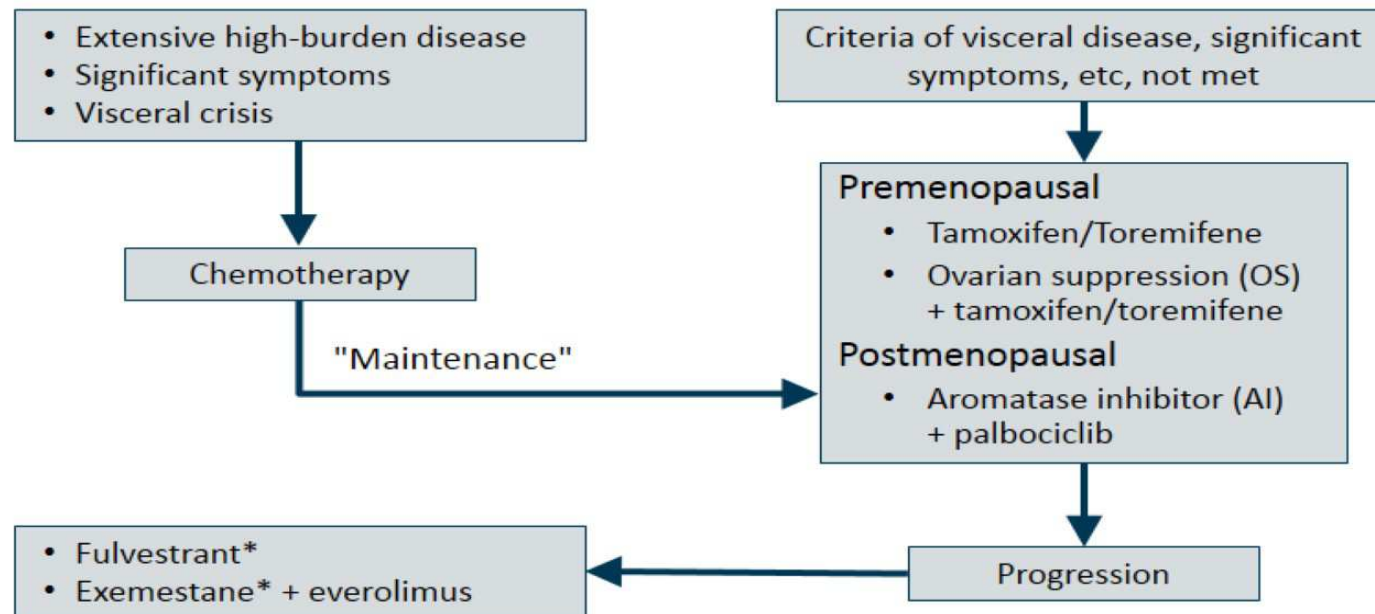 • Extensive high-burden disease
• Significant symptoms
• Visceral crisis
Criteria of visceral disease, significant
symptoms, etc, not met
Chemotherapy
"Maintenance"
Premenopausal
• Tamoxifen/Toremifene
• Ovarian suppression (OS)
+ tamoxifen/toremifene
Postmenopausal
• Aromatase inhibitor (AI)
+ palbociclib
Progression
• Fulvestrant*
• Exemestane* + everolimus